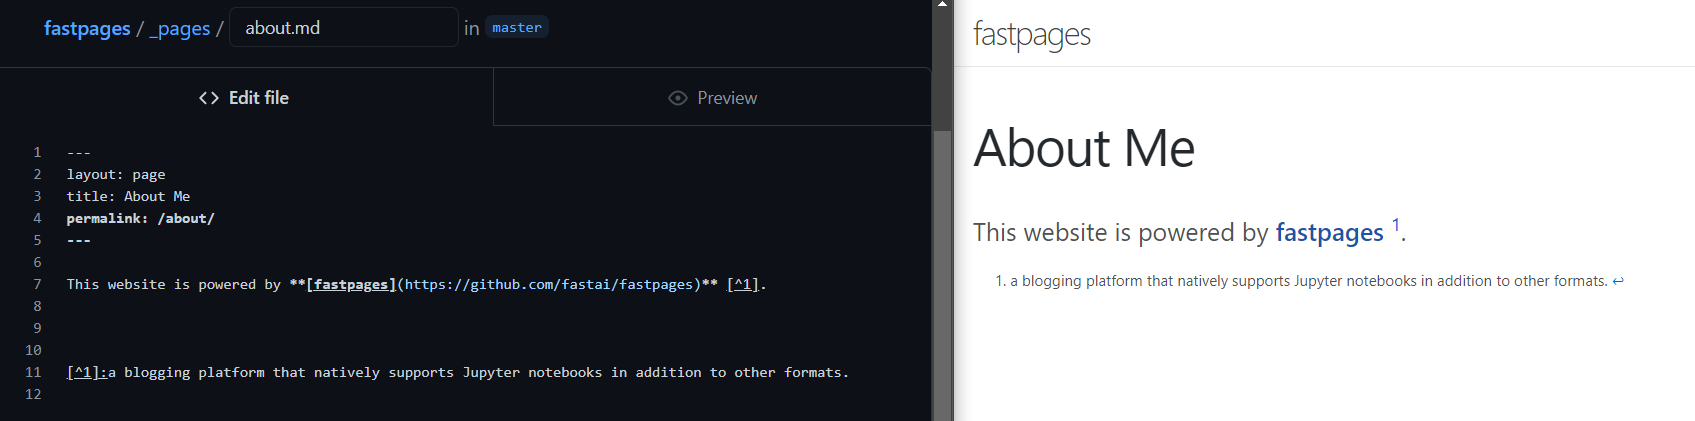 fastpages / _pages / about.md in master
<> Edit file
Preview
1 ---
2 layout: page
3 title: About Me
4 permalink: /about/
5 ---
6
7 This website is powered by **[fastpages](https://github.com/fastai/fastpages)** [^1].
8
9
10
11 [^1]:a blogging platform that natively supports Jupyter notebooks in addition to other formats.
12
fastpages
About Me
This website is powered by fastpages 1.
1. a blogging platform that natively supports Jupyter notebooks in addition to other formats. ↩